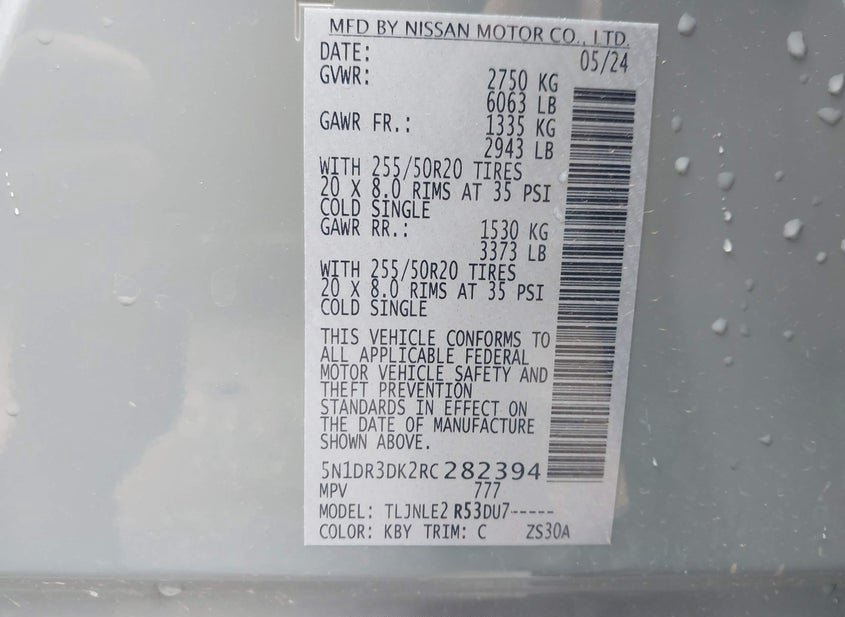 MFD BY NISSAN MOTOR CO., LTD.
DATE: 05/24
GVWR: 2750 KG
6063 LB
GAWR FR.: 1335 KG
2943 LB
WITH 255/50R20 TIRES
20 X 8.0 RIMS AT 35 PSI
COLD SINGLE
GAWR RR.: 1530 KG
3373 LB
WITH 255/50R20 TIRES
20 X 8.0 RIMS AT 35 PSI
COLD SINGLE
THIS VEHICLE CONFORMS TO
ALL APPLICABLE FEDERAL
MOTOR VEHICLE SAFETY AND
THEFT PREVENTION
STANDARDS IN EFFECT ON
THE DATE OF MANUFACTURE
SHOWN ABOVE.
5N1DR3DK2RC282394
MPV 777
MODEL: TLJNLE2 R53DU7-----
COLOR: KBY TRIM: C ZS30A